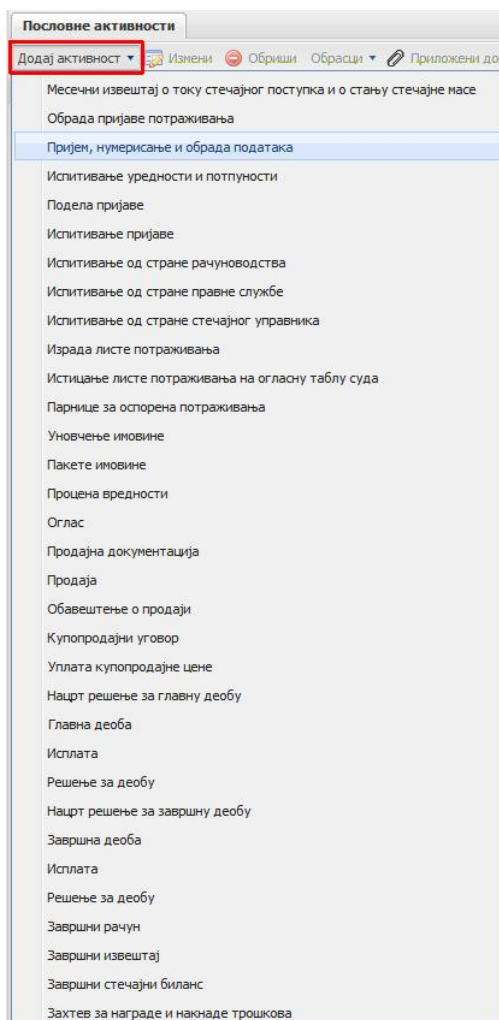 Пословне активности
Додај активност Измени Обриши Обрасци Приложени до
Месечни извештај о току стечајног поступка и о стању стечајне масе
Обрада пријаве потраживања
Пријем, нумерисање и обрада података
Испитивање уредности и потпуности
Подела пријаве
Испитивање пријаве
Испитивање од стране рачуноводства
Испитивање од стране правне службе
Испитивање од стране стечајног управника
Израда листе потраживања
Истицање листе потраживања на огласну таблу суда
Парнице за оспорена потраживања
Уновчење имовине
Пакете имовине
Процена вредности
Оглас
Продајна документација
Продаја
Обавештење о продаји
Купопродајни уговор
Уплата купопродајне цене
Нацрт решење за главну деобу
Главна деоба
Исплата
Решење за деобу
Нацрт решење за завршну деобу
Завршна деоба
Исплата
Решење за деобу
Завршни рачун
Завршни извештај
Завршни стечајни биланс
Захтев за награде и накнаде трошкова